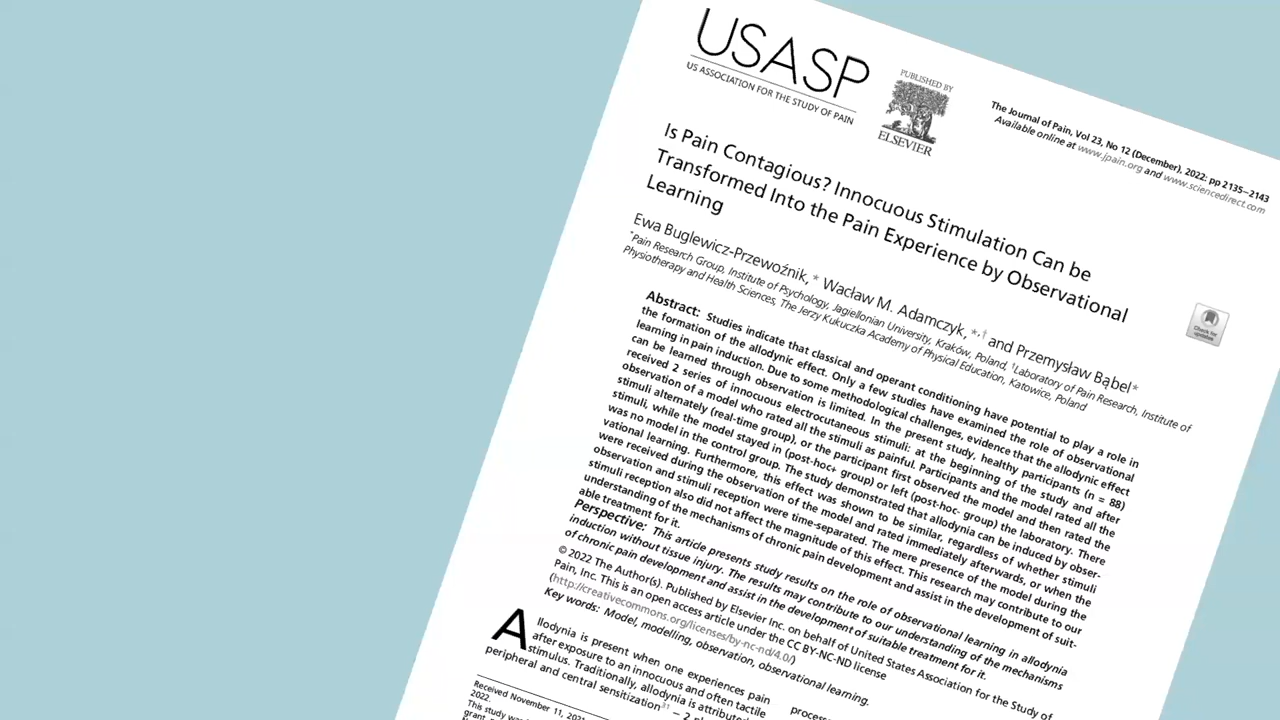 USASP
US ASSOCIATION FOR THE STUDY OF PAIN
PUBLISHED BY
ELSEVIER
The Journal of Pain, Vol 23, No 12 (December), 2022: pp 2135−2143
Available online at www.jpain.org and www.sciencedirect.com
Is Pain Contagious? Innocuous Stimulation Can be
Transformed Into the Pain Experience by Observational
Learning
Check for
updates
Ewa Buglewicz-Przewoźnik,* Wacław M. Adamczyk,*,† and Przemysław Bąbel*
*Pain Research Group, Institute of Psychology, Jagiellonian University, Kraków, Poland, †Laboratory of Pain Research, Institute of
Physiotherapy and Health Sciences, The Jerzy Kukuczka Academy of Physical Education, Katowice, Poland
Abstract: Studies indicate that classical and operant conditioning have potential to play a role in
the formation of the allodynic effect. Only a few studies have examined the role of observational
learning in pain induction. Due to some methodological challenges, evidence that the allodynic effect
can be learned through observation is limited. In the present study, healthy participants (n = 88)
received 2 series of innocuous electrocutaneous stimuli: at the beginning of the study and after
observation of a model who rated all the stimuli as painful. Participants and the model rated all the
stimuli alternately (real-time group), or the participant first observed the model and then rated the
stimuli, while the model stayed in (post-hoc+ group) or left (post-hoc- group) the laboratory. There
was no model in the control group. The study demonstrated that allodynia can be induced by obser-
vational learning. Furthermore, this effect was shown to be similar, regardless of whether stimuli
were received during the observation of the model and rated immediately afterwards, or when the
observation and stimuli reception were time-separated. The mere presence of the model during the
stimuli reception also did not affect the magnitude of this effect. This research may contribute to our
understanding of the mechanisms of chronic pain development and assist in the development of suit-
able treatment for it.
Perspective: This article presents study results on the role of observational learning in allodynia
induction without tissue injury. The results may contribute to our understanding of the mechanisms
of chronic pain development and assist in the development of suitable treatment for it.
© 2022 The Author(s). Published by Elsevier Inc. on behalf of United States Association for the Study of
Pain, Inc. This is an open access article under the CC BY-NC-ND license
(http://creativecommons.org/licenses/by-nc-nd/4.0/)
Key words: Model, modelling, observation, observational learning.
Allodynia is present when one experiences pain
after exposure to an innocuous and often tactile
stimulus. Traditionally, allodynia is attributed
peripheral and central sensitization31 − 2
Received November 11, 2021
2022
This study was
grant